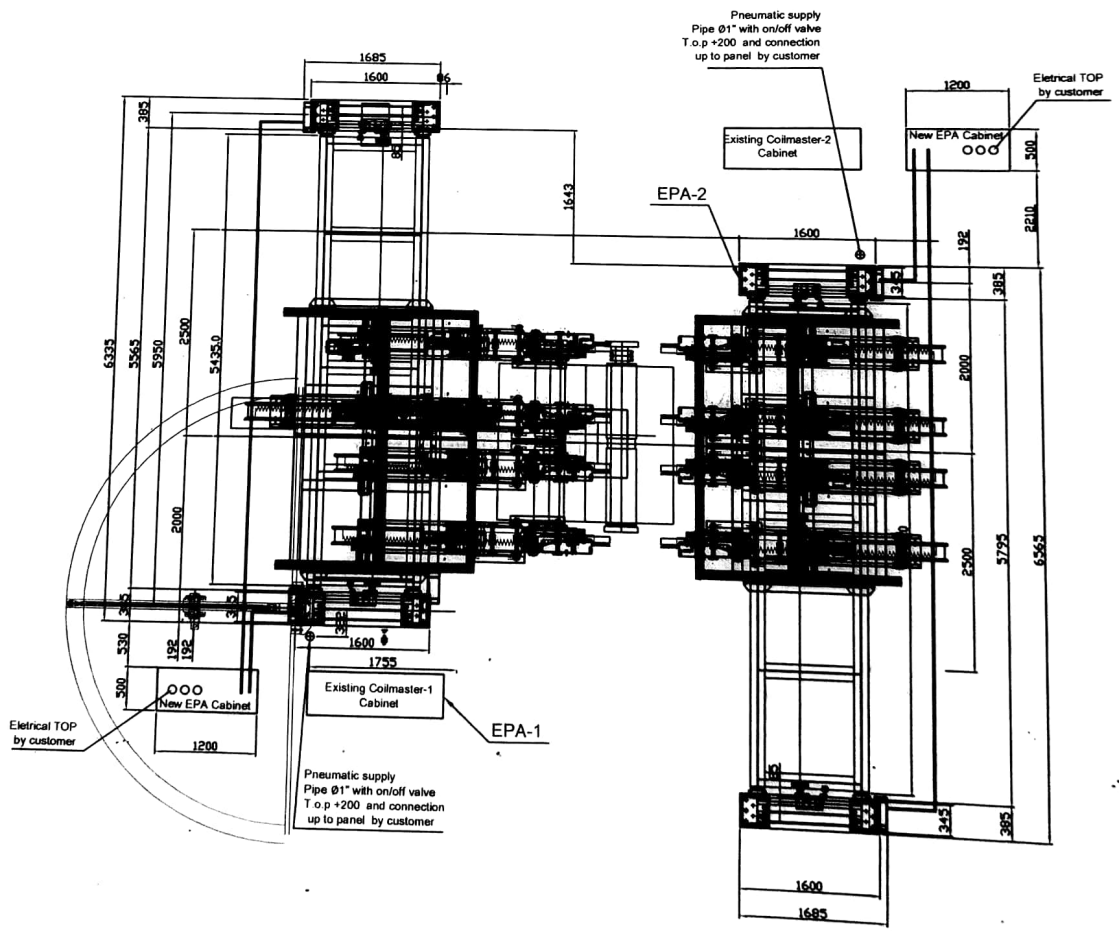 Pneumatic supply
Pipe Ø1" with on/off valve
T.o.p +200 and connection
up to panel by customer
1685
1600
86
385
85
1200
Eletrical TOP
by customer
Existing Coilmaster-2
Cabinet
New EPA Cabinet
500
EPA-2
1643
2210
192
1600
345
385
6335
5565
5950
2500
5435.0
2000
2000
2500
5795
6565
345
192
192
530
500
1600
1755
New EPA Cabinet
Existing Coilmaster-1
Cabinet
EPA-1
Eletrical TOP
by customer
1200
Pneumatic supply
Pipe Ø1" with on/off valve
T.o.p +200 and connection
up to panel by customer
345
385
1600
1685